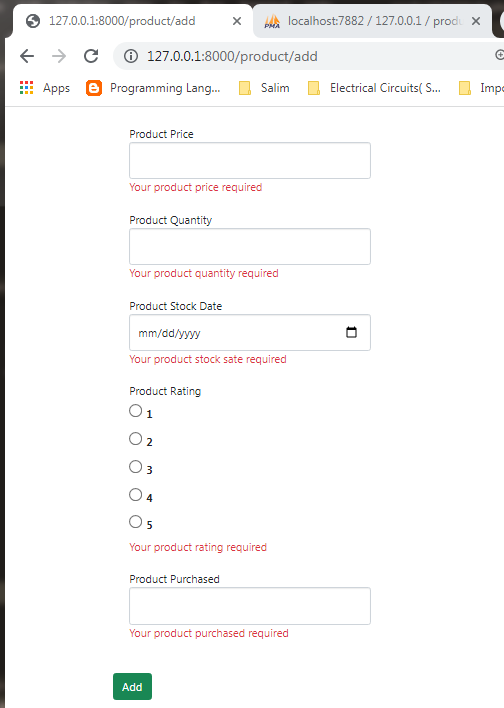 127.0.0.1:8000/product/add
localhost:7882 / 127.0.0.1 / produ
PMA
127.0.0.1:8000/product/add
Apps
Programming Lang...
Salim
Electrical Circuits( S...
Impo
Product Price
Your product price required
Product Quantity
Your product quantity required
Product Stock Date
mm/dd/yyyy
Your product stock sate required
Product Rating
1
2
3
4
5
Your product rating required
Product Purchased
Your product purchased required
Add